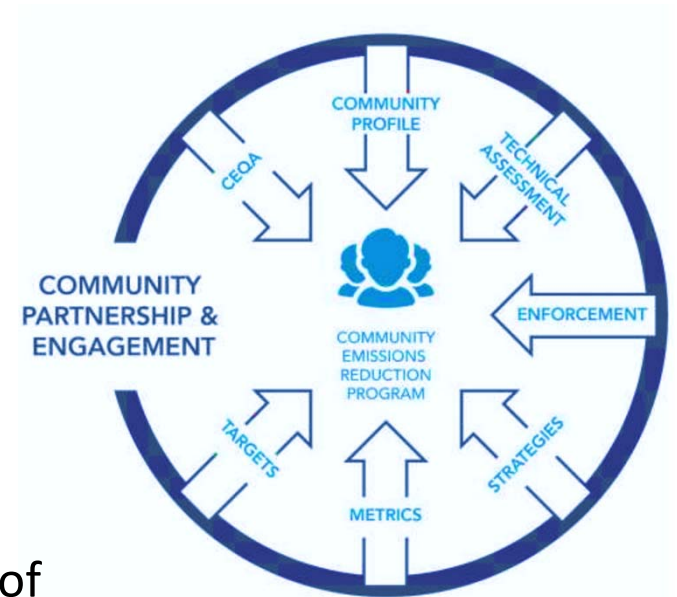 COMMUNITY
PROFILE
CEQA
TECHNICAL
ASSESSMENT
COMMUNITY
PARTNERSHIP &
ENGAGEMENT
ENFORCEMENT
COMMUNITY
EMISSIONS
REDUCTION
PROGRAM
TARGETS
STRATEGIES
METRICS
of